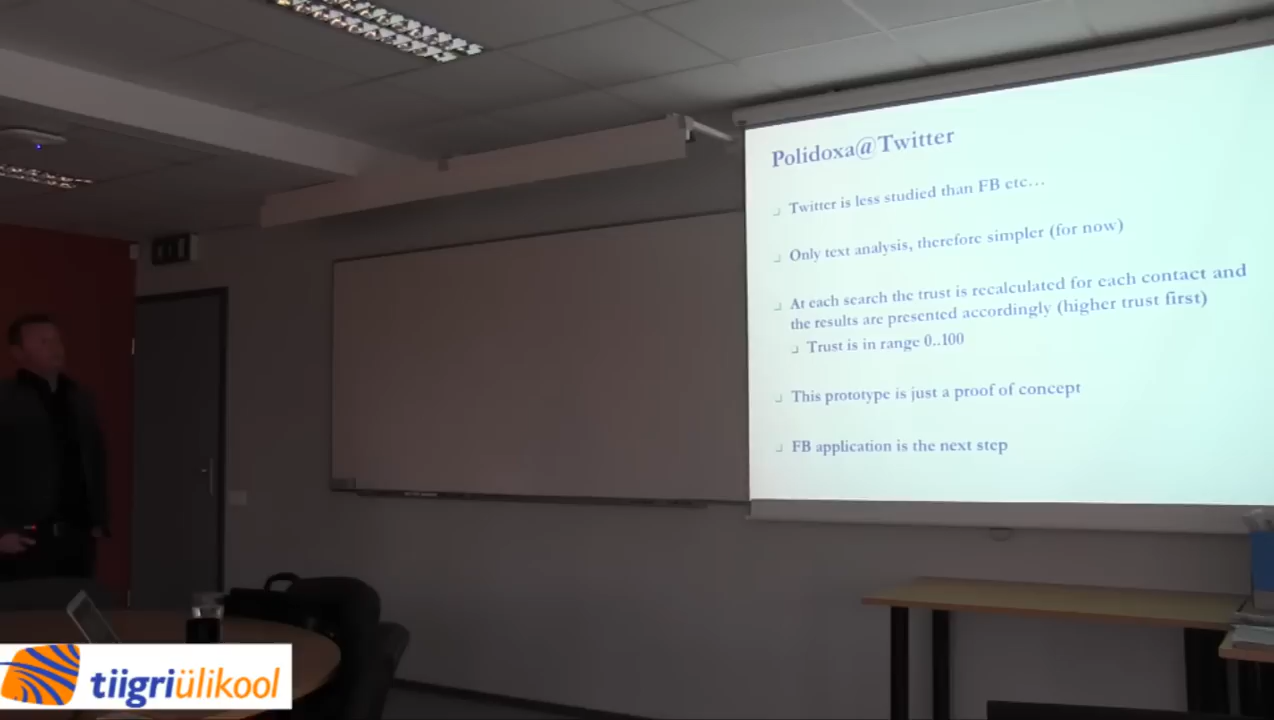 Polidoxa@Twitter
Twitter is less studied than FB etc...
Only text analysis, therefore simpler (for now)
At each search the trust is recalculated for each contact and
the results are presented accordingly (higher trust first)
Trust is in range 0..100
This prototype is just a proof of concept
FB application is the next step
tiigriülikool